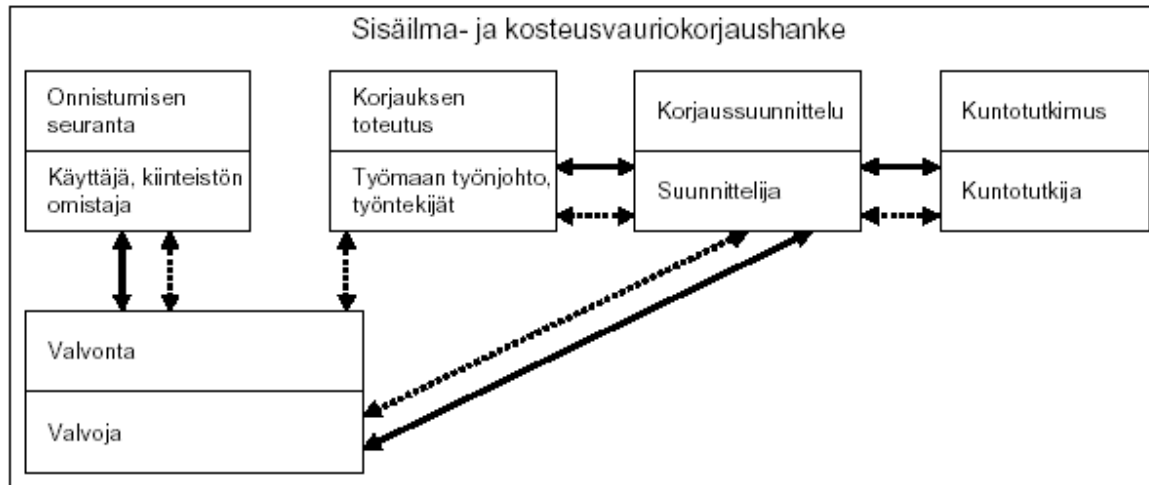 Sisäilma- ja kosteusvauriokorjaushanke
Onnistumisen
seuranta
Käyttäjä, kiinteistön
omistaja
Korjauksen
toteutus
Työmaan työnjohto,
työntekijät
Korjaussuunnittelu
Suunnittelija
Kuntotutkimus
Kuntotutkija
Valvonta
Valvoja